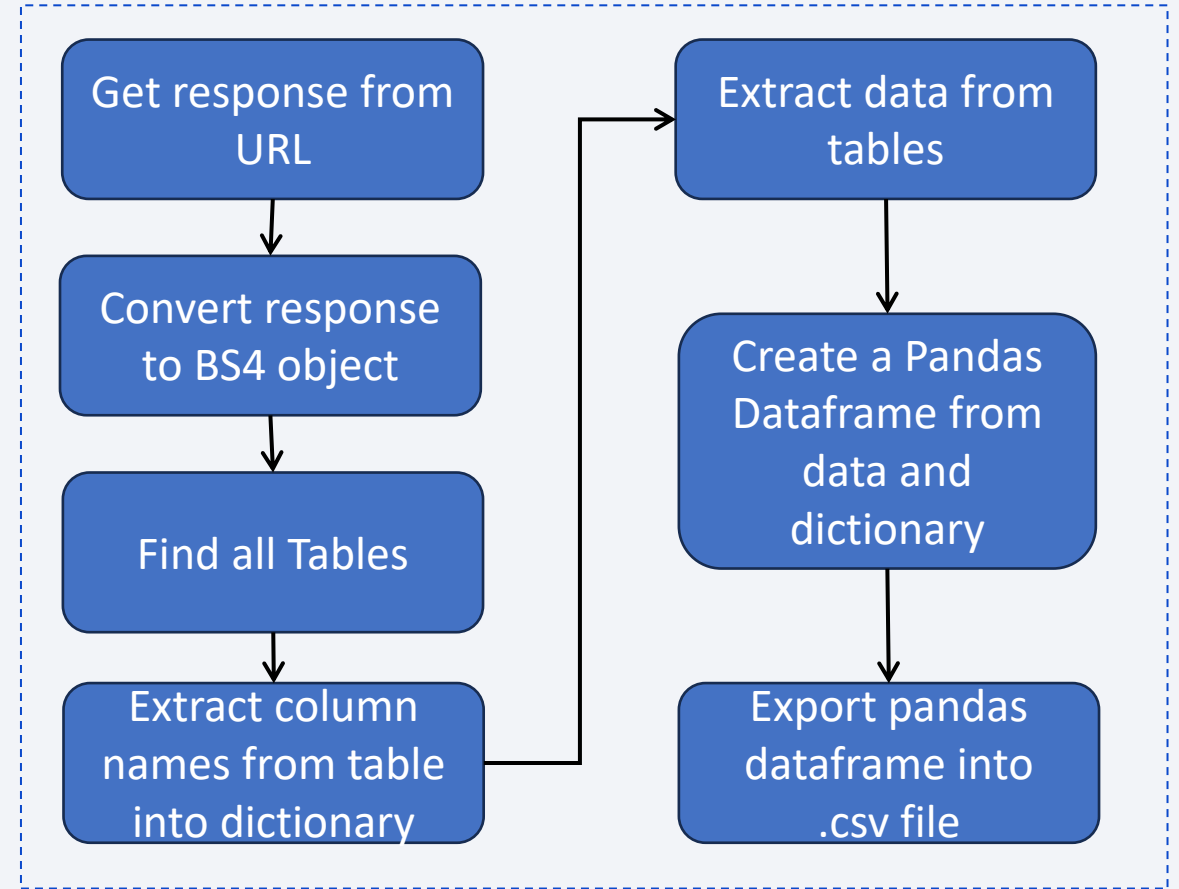 Get response from
URL
Convert response
to BS4 object
Find all Tables
Extract column
names from table
into dictionary
Extract data from
tables
Create a Pandas
Dataframe from
data and
dictionary
Export pandas
dataframe into
.csv file